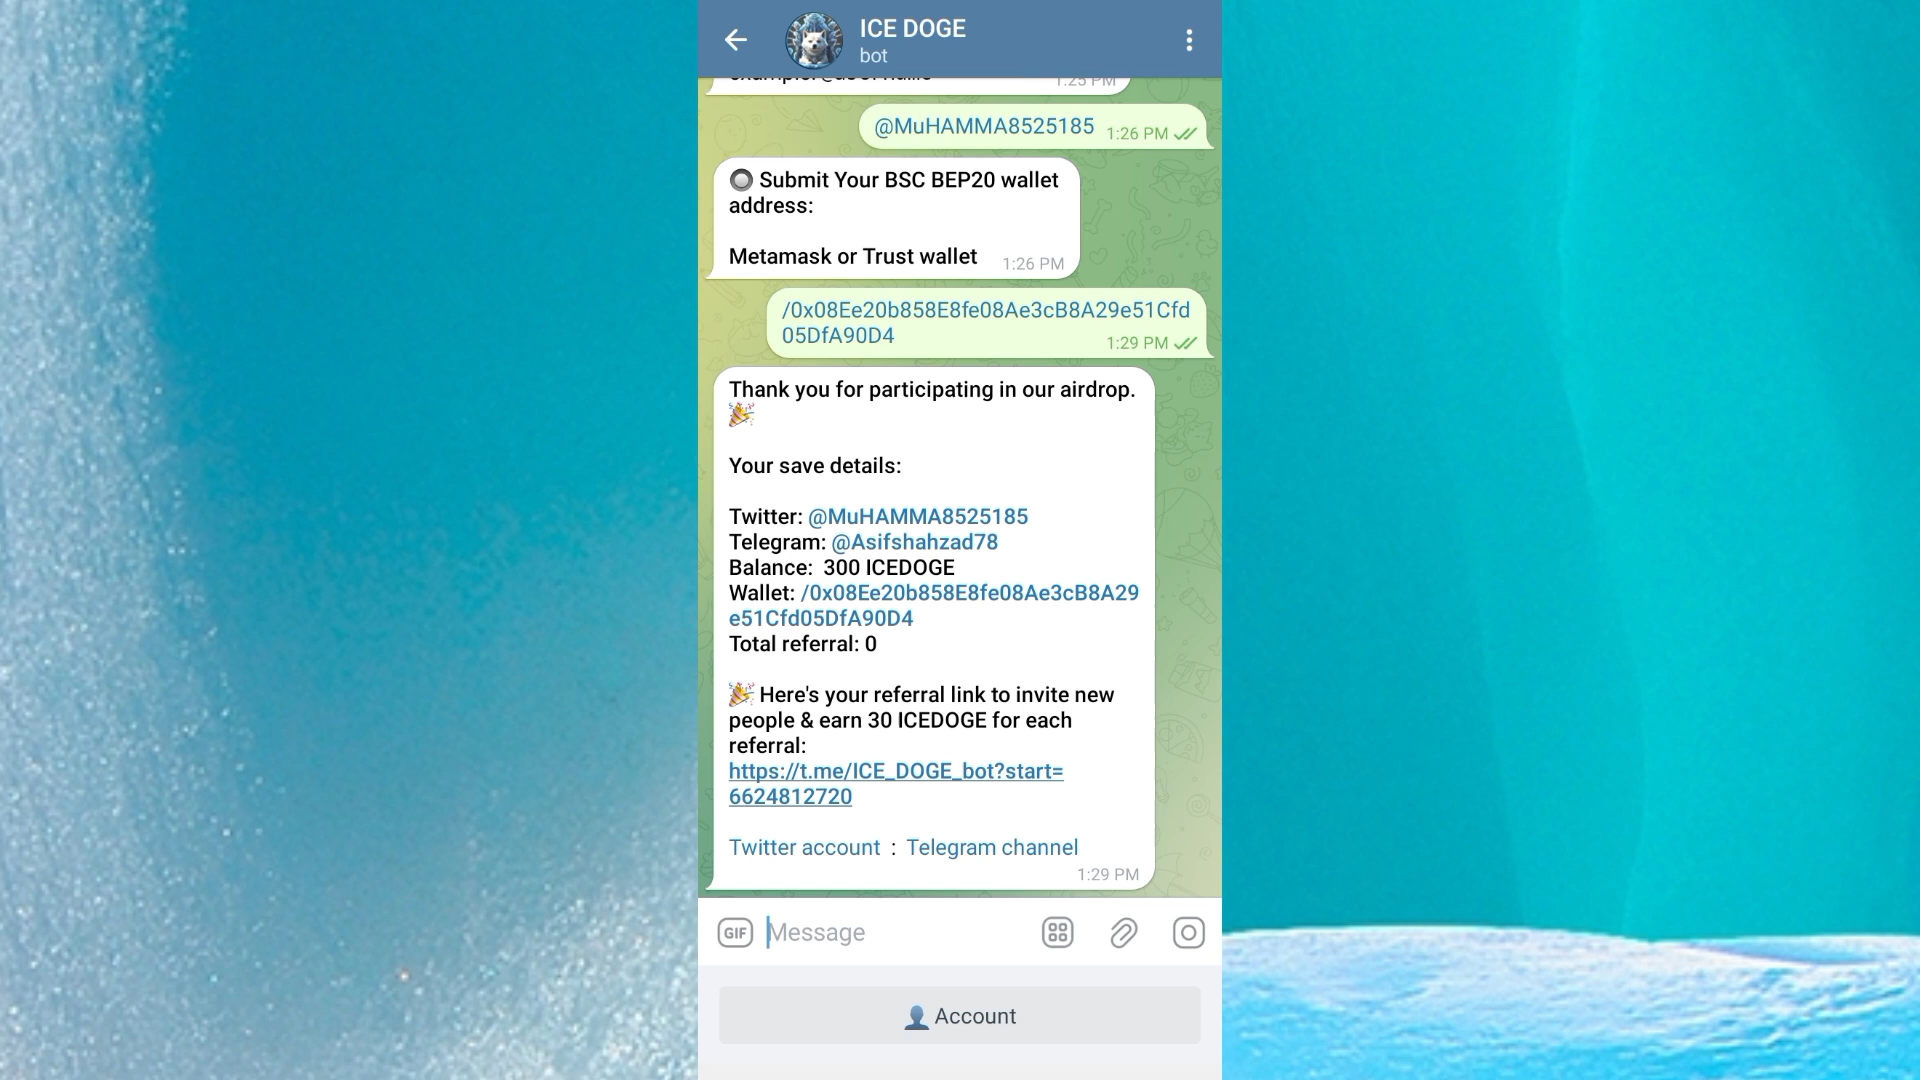 ICE DOGE
bot
1:25 PM
@MuHAMMA8525185 1:26 PM
Submit Your BSC BEP20 wallet
address:
Metamask or Trust wallet 1:26 PM
/0x08Ee20b858E8fe08Ae3cB8A29e51Cfd
05DfA90D4 1:29 PM
Thank you for participating in our airdrop.
Your save details:
Twitter: @MuHAMMA8525185
Telegram: @Asifshahzad78
Balance: 300 ICEDOGE
Wallet: /0x08Ee20b858E8fe08Ae3cB8A29
e51Cfd05DfA90D4
Total referral: 0
Here's your referral link to invite new
people & earn 30 ICEDOGE for each
referral:
https://t.me/ICE_DOGE_bot?start=
6624812720
Twitter account : Telegram channel
1:29 PM
GIF Message
Account